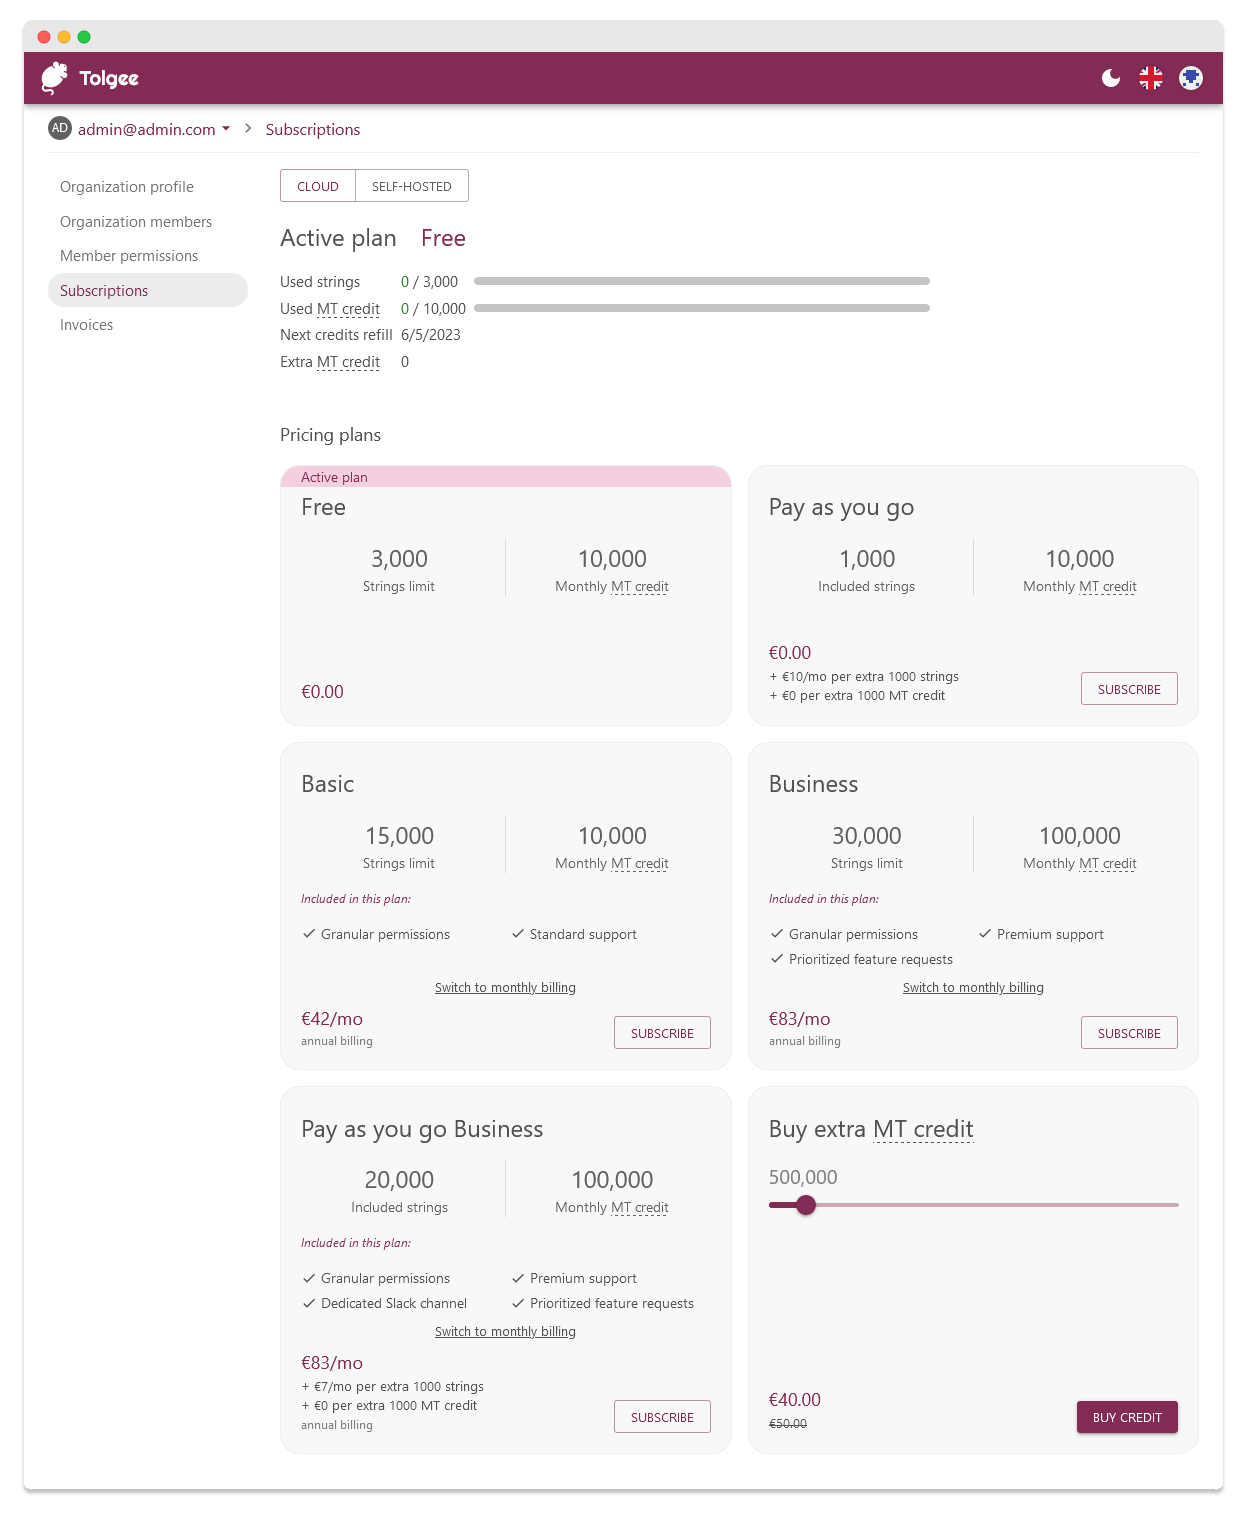 Tolgee
AD admin@admin.com > Subscriptions
Organization profile
Organization members
Member permissions
Subscriptions
Invoices
CLOUD SELF-HOSTED
Active plan Free
Used strings 0 / 3,000
Used MT credit 0 / 10,000
Next credits refill 6/5/2023
Extra MT credit 0
Pricing plans
Active plan
Free
3,000 10,000
Strings limit Monthly MT credit
€0.00
Pay as you go
1,000 10,000
Included strings Monthly MT credit
€0.00
+ €10/mo per extra 1000 strings
+ €0 per extra 1000 MT credit
SUBSCRIBE
Basic
15,000 10,000
Strings limit Monthly MT credit
Included in this plan:
Granular permissions Standard support
Switch to monthly billing
€42/mo
annual billing
SUBSCRIBE
Business
30,000 100,000
Strings limit Monthly MT credit
Included in this plan:
Granular permissions Premium support
Prioritized feature requests
Switch to monthly billing
€83/mo
annual billing
SUBSCRIBE
Pay as you go Business
20,000 100,000
Included strings Monthly MT credit
Included in this plan:
Granular permissions Premium support
Dedicated Slack channel Prioritized feature requests
Switch to monthly billing
€83/mo
+ €7/mo per extra 1000 strings
+ €0 per extra 1000 MT credit
annual billing
SUBSCRIBE
Buy extra MT credit
500,000
€40.00
€50.00
BUY CREDIT